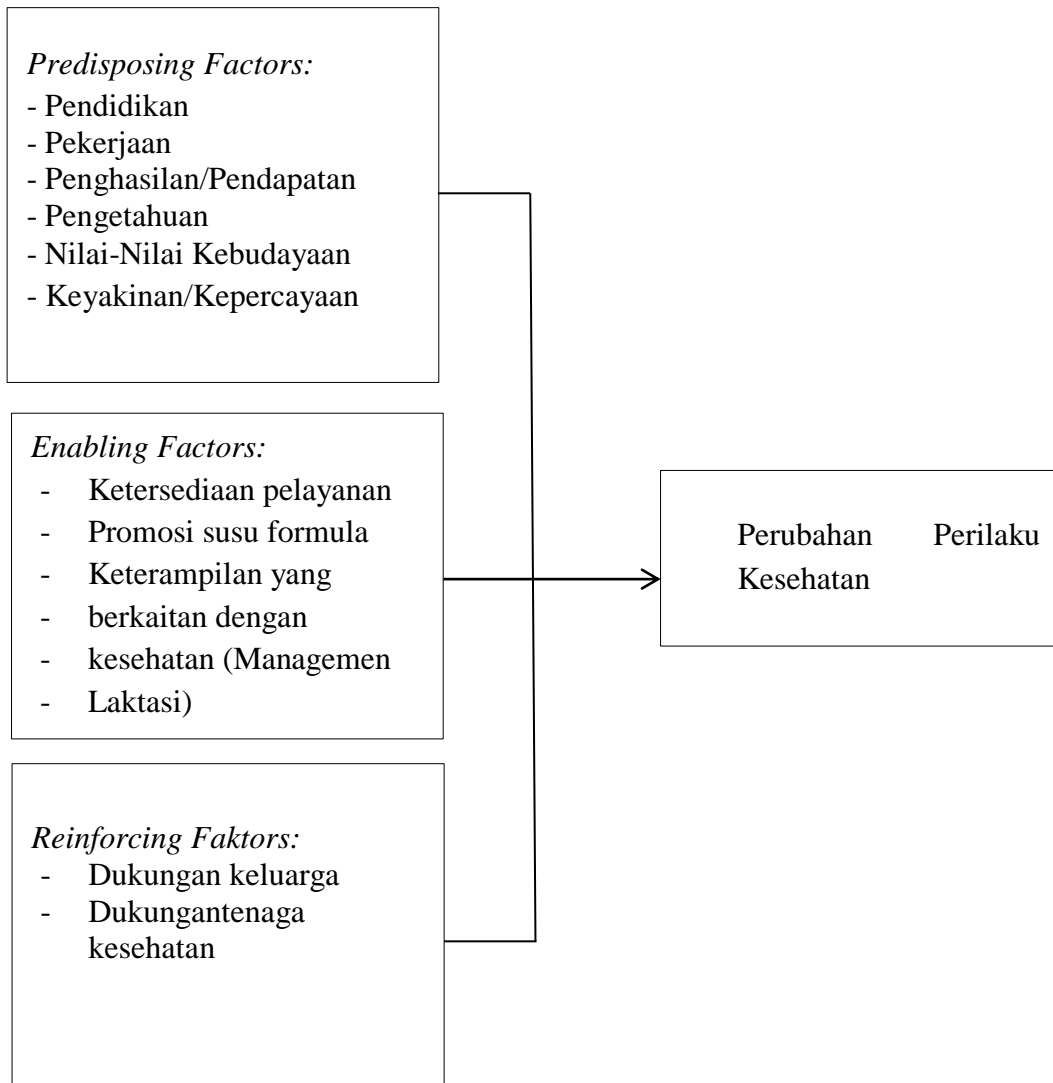 Predisposing Factors:
- Pendidikan
- Pekerjaan
- Penghasilan/Pendapatan
- Pengetahuan
- Nilai-Nilai Kebudayaan
- Keyakinan/Kepercayaan
Enabling Factors:
- Ketersediaan pelayanan
- Promosi susu formula
- Keterampilan yang
- berkaitan dengan
- kesehatan (Managemen
- Laktasi)
Reinforcing Faktors:
- Dukungan keluarga
- Dukungantenaga
kesehatan
Perubahan Perilaku
Kesehatan